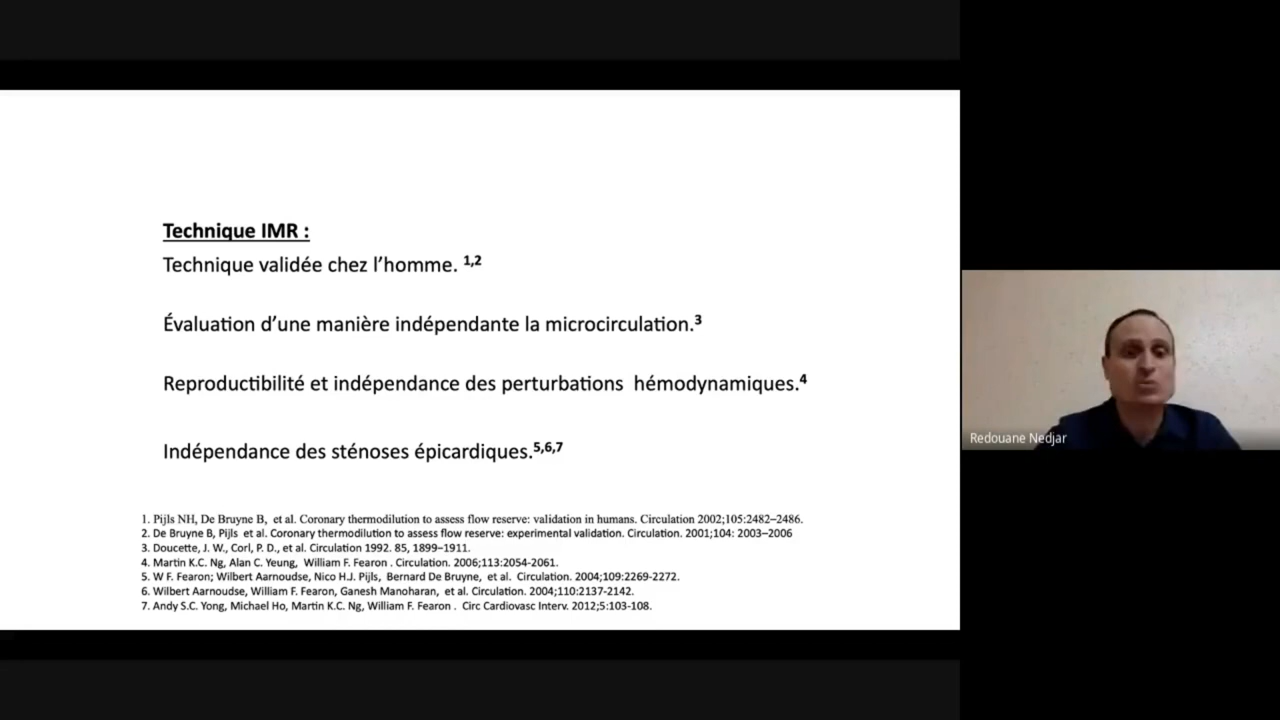 Technique IMR :
Technique validée chez l’homme. 1,2
Évaluation d’une manière indépendante la microcirculation.3
Reproductibilité et indépendance des perturbations  hémodynamiques.4
Indépendance des sténoses épicardiques.5,6,7
1. Pijls NH, De Bruyne B,  et al. Coronary thermodilution to assess flow reserve: validation in humans. Circulation 2002;105:2482–2486.
2. De Bruyne B, Pijls  et al. Coronary thermodilution to assess flow reserve: experimental validation. Circulation. 2001;104: 2003–2006
3. Doucette, J. W., Corl, P. D., et al. Circulation 1992. 85, 1899–1911.
4. Martin K.C. Ng, Alan C. Yeung,  William F. Fearon . Circulation. 2006;113:2054-2061.
5. W F. Fearon; Wilbert Aarnoudse, Nico H.J. Pijls,  Bernard De Bruyne,  et al.  Circulation. 2004;109:2269-2272.
6. Wilbert Aarnoudse, William F. Fearon, Ganesh Manoharan,  et al. Circulation. 2004;110:2137-2142.
7. Andy S.C. Yong, Michael Ho, Martin K.C. Ng, William F. Fearon .  Circ Cardiovasc Interv. 2012;5:103-108.
Redouane Nedjar